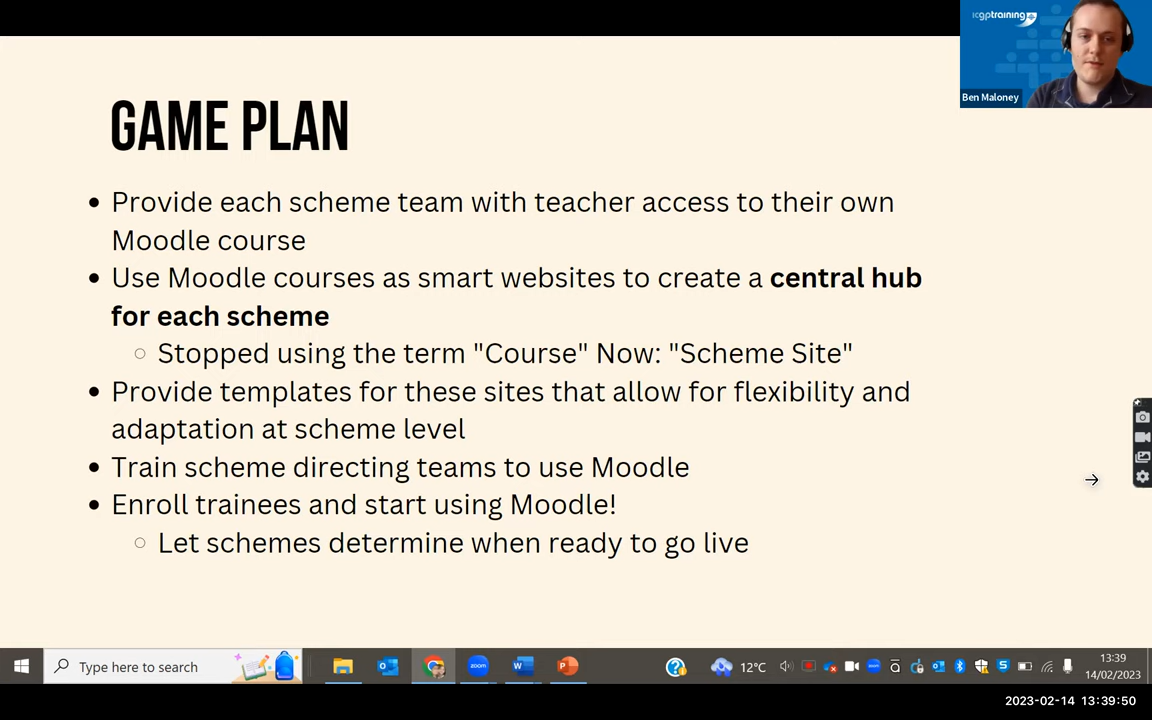 icgptraining
Ben Maloney
GAME PLAN
Provide each scheme team with teacher access to their own
Moodle course
Use Moodle courses as smart websites to create a central hub
for each scheme
Stopped using the term "Course" Now: "Scheme Site"
Provide templates for these sites that allow for flexibility and
adaptation at scheme level
Train scheme directing teams to use Moodle
Enroll trainees and start using Moodle!
Let schemes determine when ready to go live
Type here to search
zoom
12°C
13:39
14/02/2023
2023-02-14 13:39:50